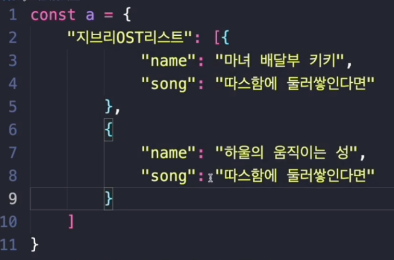 1 const a = {
2 "지브리OST리스트": [{
3 "name": "마녀 배달부 키키",
4 "song": "따스함에 둘러쌓인다면"
5 },
6 {
7 "name": "하울의 움직이는 성",
8 "song": "따스함에 둘러쌓인다면"
9 }
10 ]
11 }